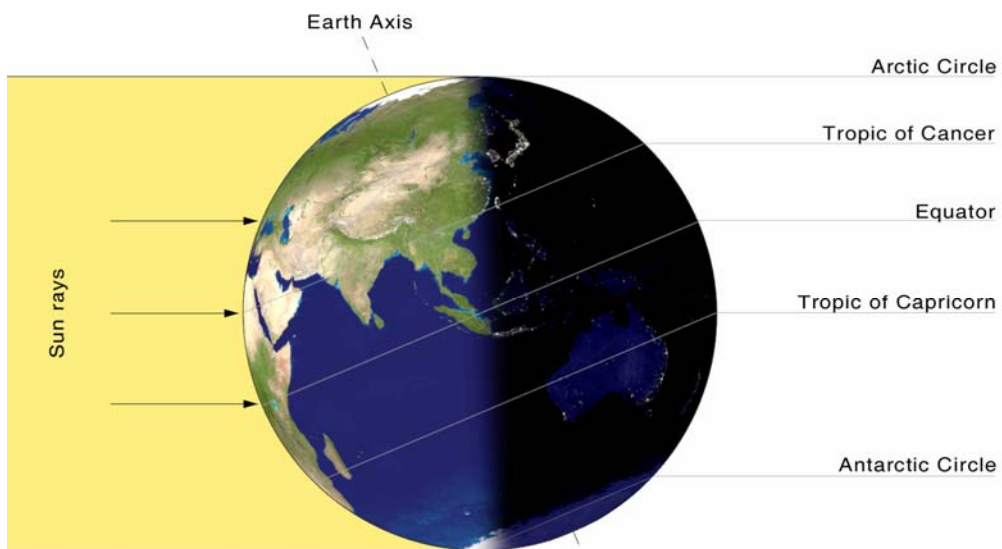 Earth Axis
Arctic Circle
Tropic of Cancer
Equator
Sun rays
Tropic of Capricorn
Antarctic Circle